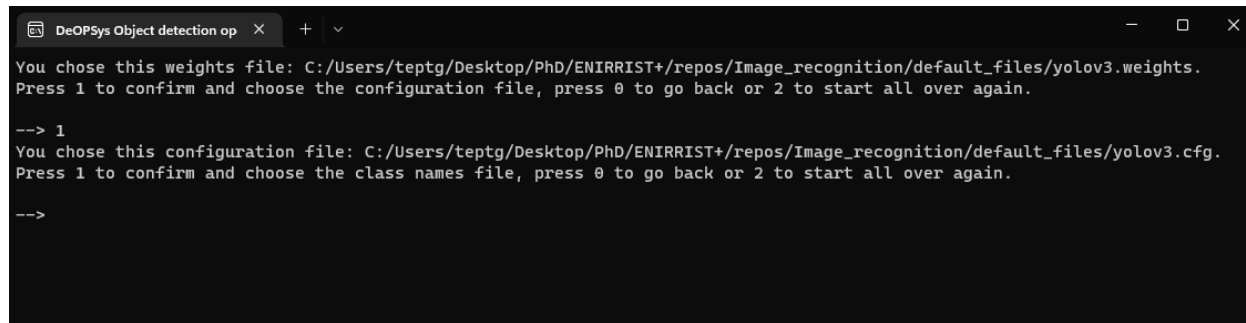 DeOPSys Object detection op
You chose this weights file: C:/Users/teptg/Desktop/PhD/ENIRRIST+/repos/Image_recognition/default_files/yolov3.weights.
Press 1 to confirm and choose the configuration file, press 0 to go back or 2 to start all over again.
--> 1
You chose this configuration file: C:/Users/teptg/Desktop/PhD/ENIRRIST+/repos/Image_recognition/default_files/yolov3.cfg.
Press 1 to confirm and choose the class names file, press 0 to go back or 2 to start all over again.
-->